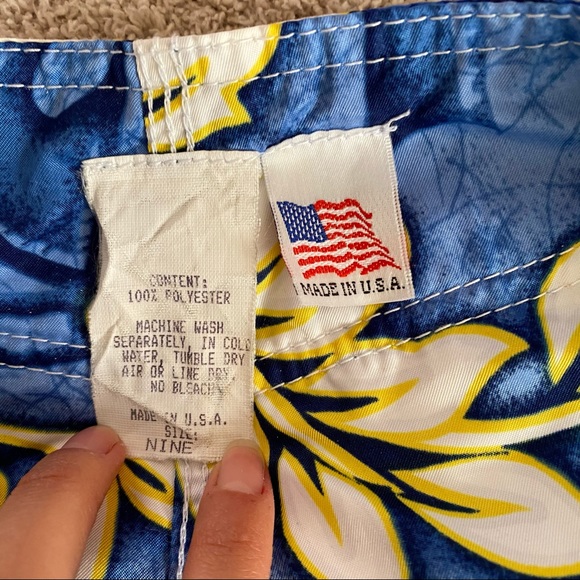 CONTENT:
100% POLYESTER
MACHINE WASH
SEPARATELY, IN COLD
WATER, TUMBLE DRY
AIR OR LINE DRY.
NO BLEACH
MADE IN U.S.A.
SIZE:
NINE
MADE IN U.S.A.